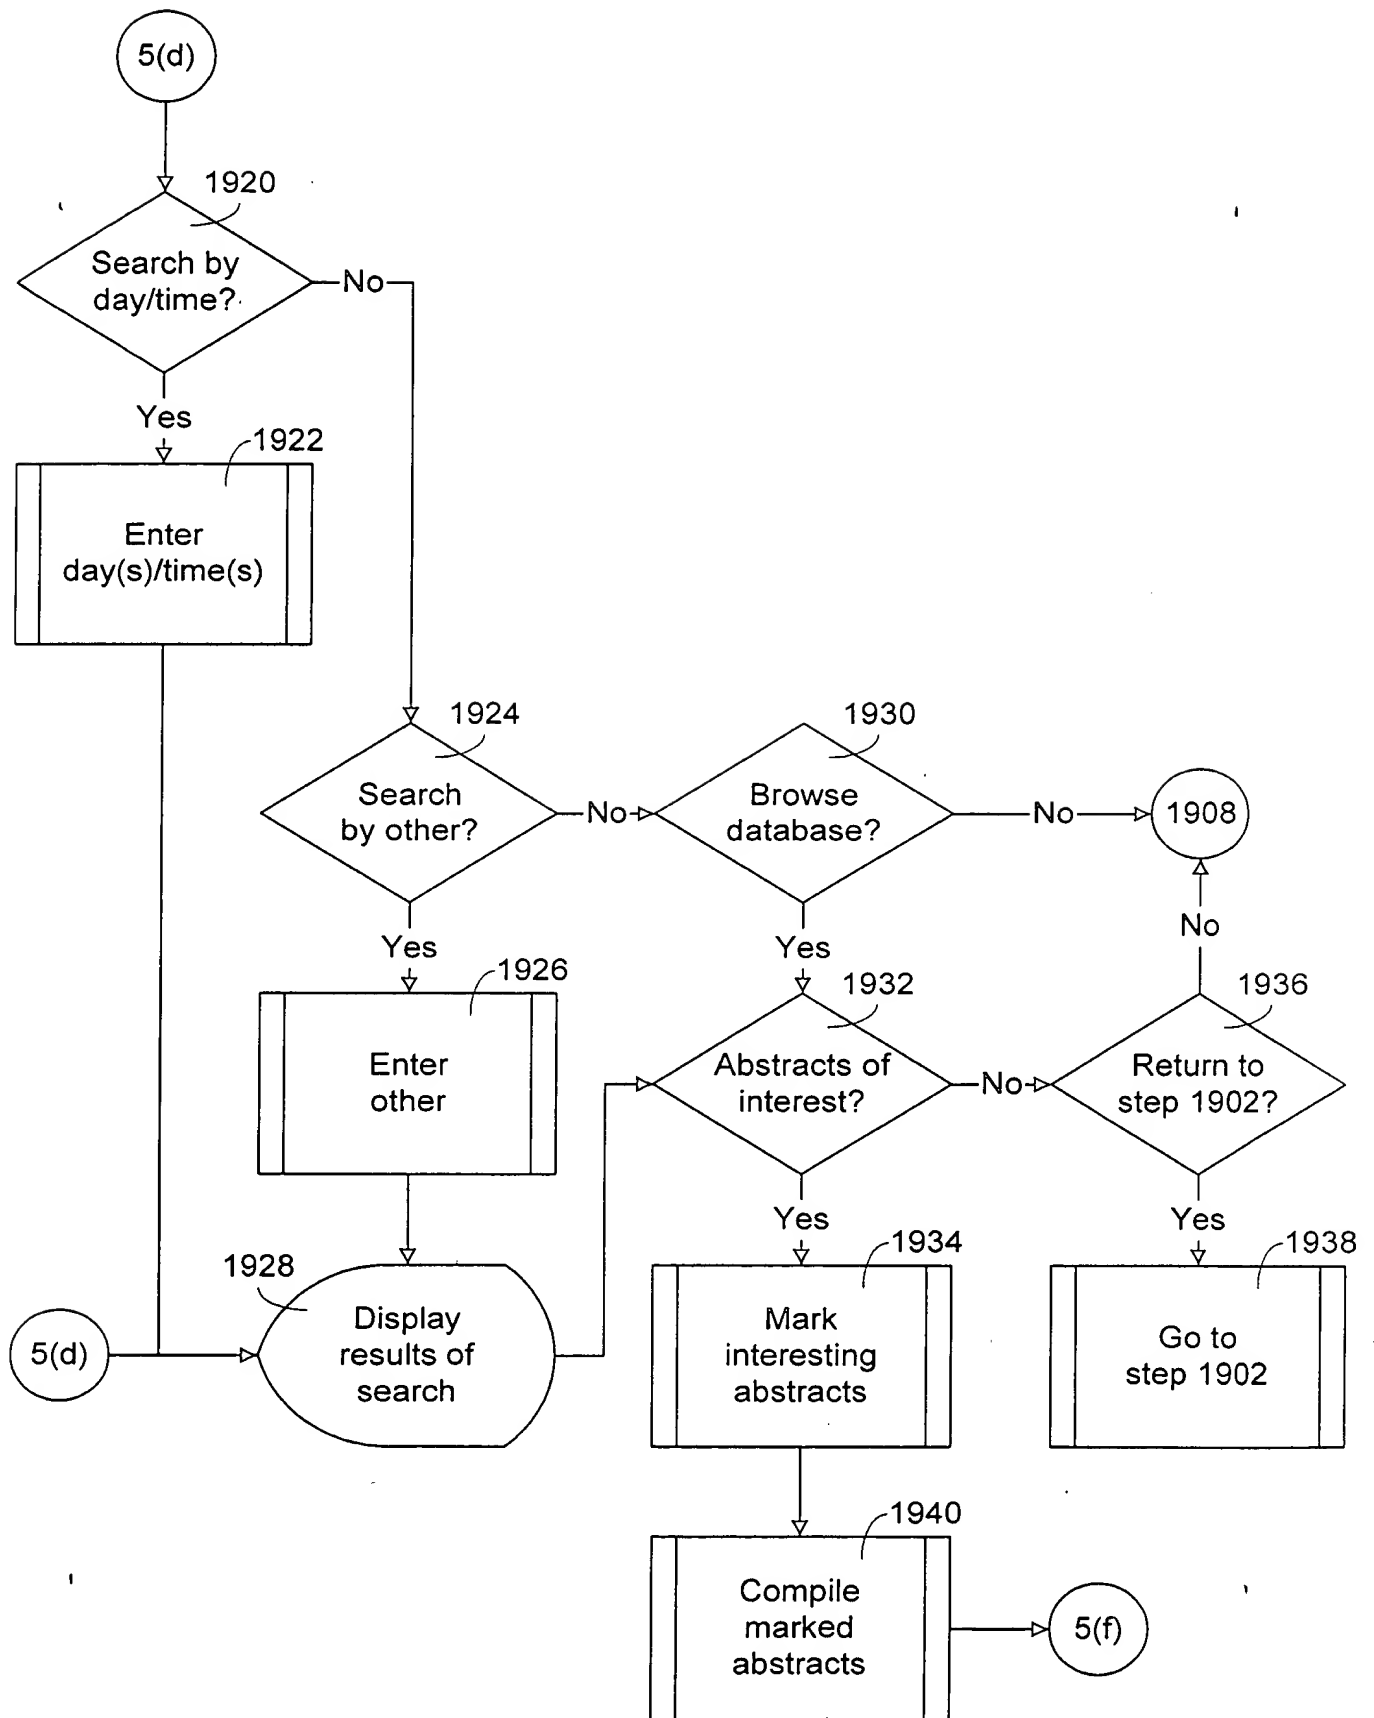 5(d)
1920
Search by
day/time?
No
Yes
1922
Enter
day(s)/time(s)
1924
Search
by other?
No
1930
Browse
database?
No
1908
Yes
Yes
No
1926
Enter
other
1932
Abstracts of
interest?
No
1936
Return to
step 1902?
Yes
Yes
1928
Display
results of
search
5(d)
1934
Mark
interesting
abstracts
1938
Go to
step 1902
1940
Compile
marked
abstracts
5(f)